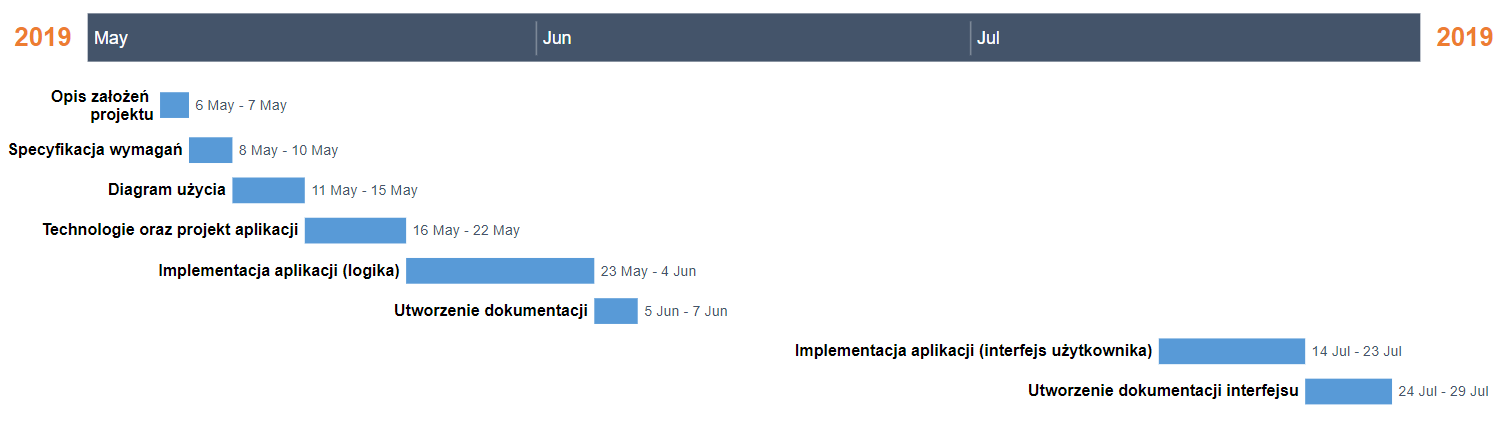 2019 May Jun Jul 2019
Opis założeń
projektu
6 May - 7 May
Specyfikacja wymagań 8 May - 10 May
Diagram użycia 11 May - 15 May
Technologie oraz projekt aplikacji 16 May - 22 May
Implementacja aplikacji (logika) 23 May - 4 Jun
Utworzenie dokumentacji 5 Jun - 7 Jun
Implementacja aplikacji (interfejs użytkownika) 14 Jul - 23 Jul
Utworzenie dokumentacji interfejsu 24 Jul - 29 Jul